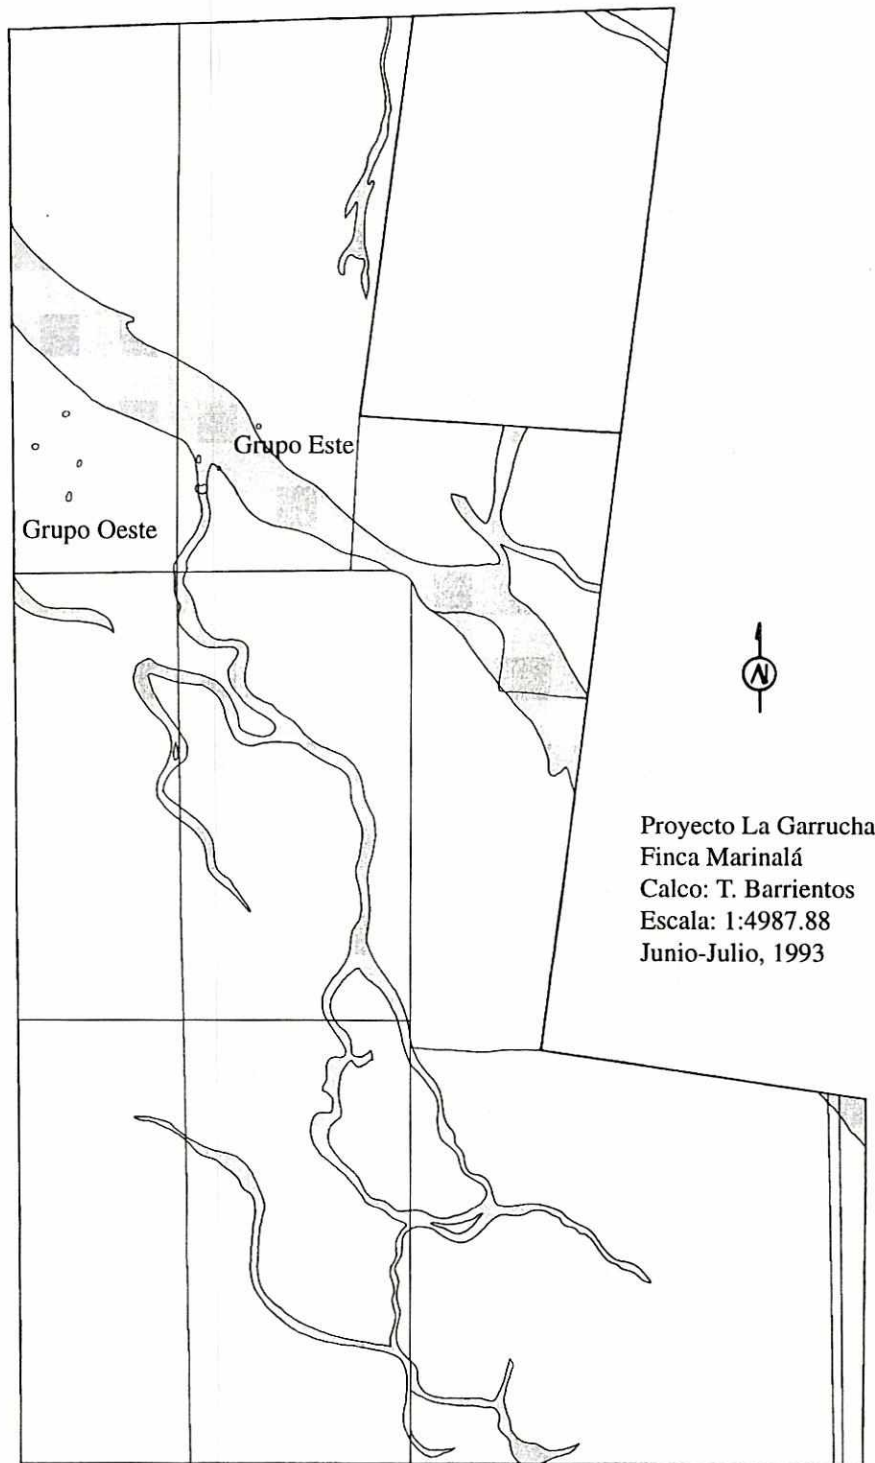 Grupo Este
Grupo Oeste
N
Proyecto La Garrucha
Finca Marinalá
Calco: T. Barrientos
Escala: 1:4987.88
Junio-Julio, 1993